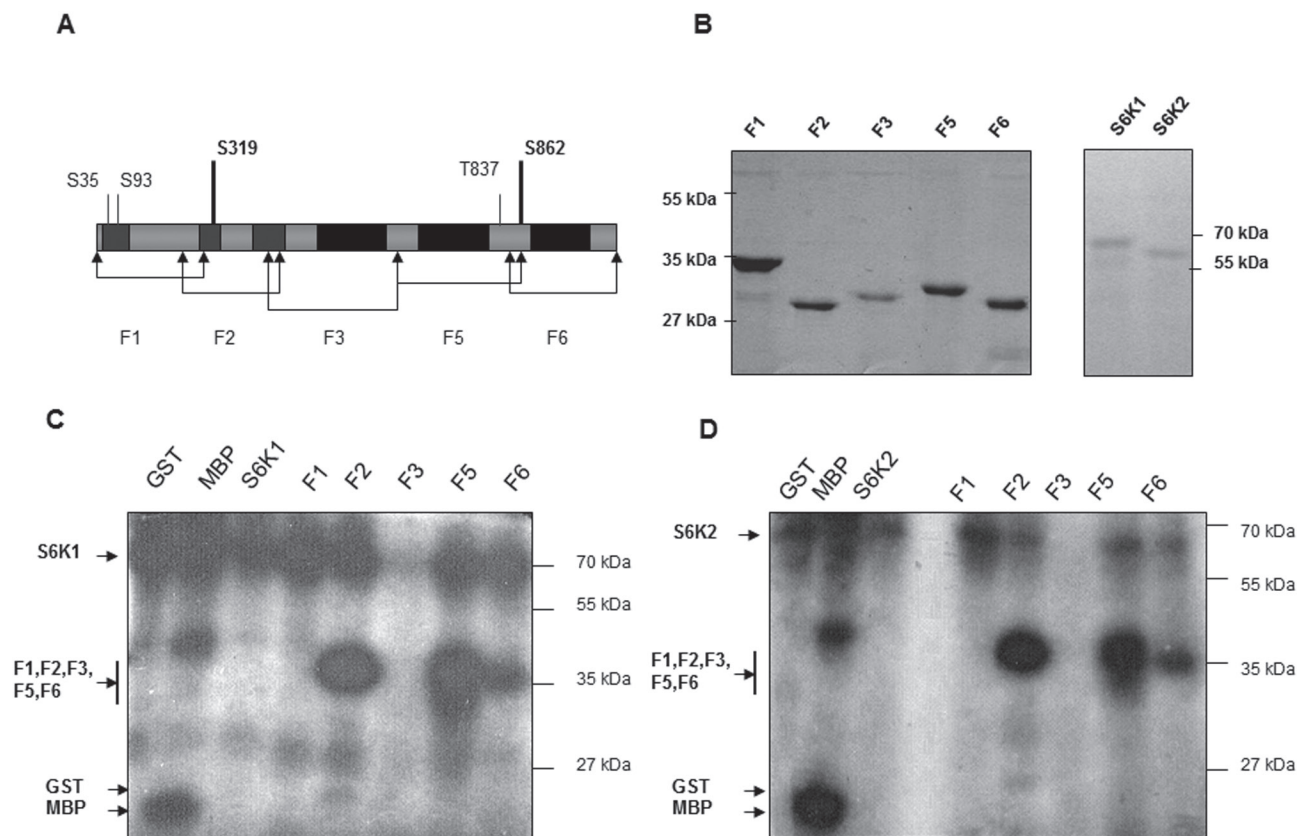 A
S35
S93
S319
T837
S862
F1 F2 F3 F5 F6
B
F1 F2 F3 F5 F6
55 kDa
35 kDa
27 kDa
S6K1 S6K2
70 kDa
55 kDa
C
GST MBP S6K1 F1 F2 F3 F5 F6
S6K1
F1,F2,F3,
F5,F6
GST
MBP
70 kDa
55 kDa
35 kDa
27 kDa
D
GST MBP S6K2 F1 F2 F3 F5 F6
S6K2
F1,F2,F3,
F5,F6
GST
MBP
70 kDa
55 kDa
35 kDa
27 kDa